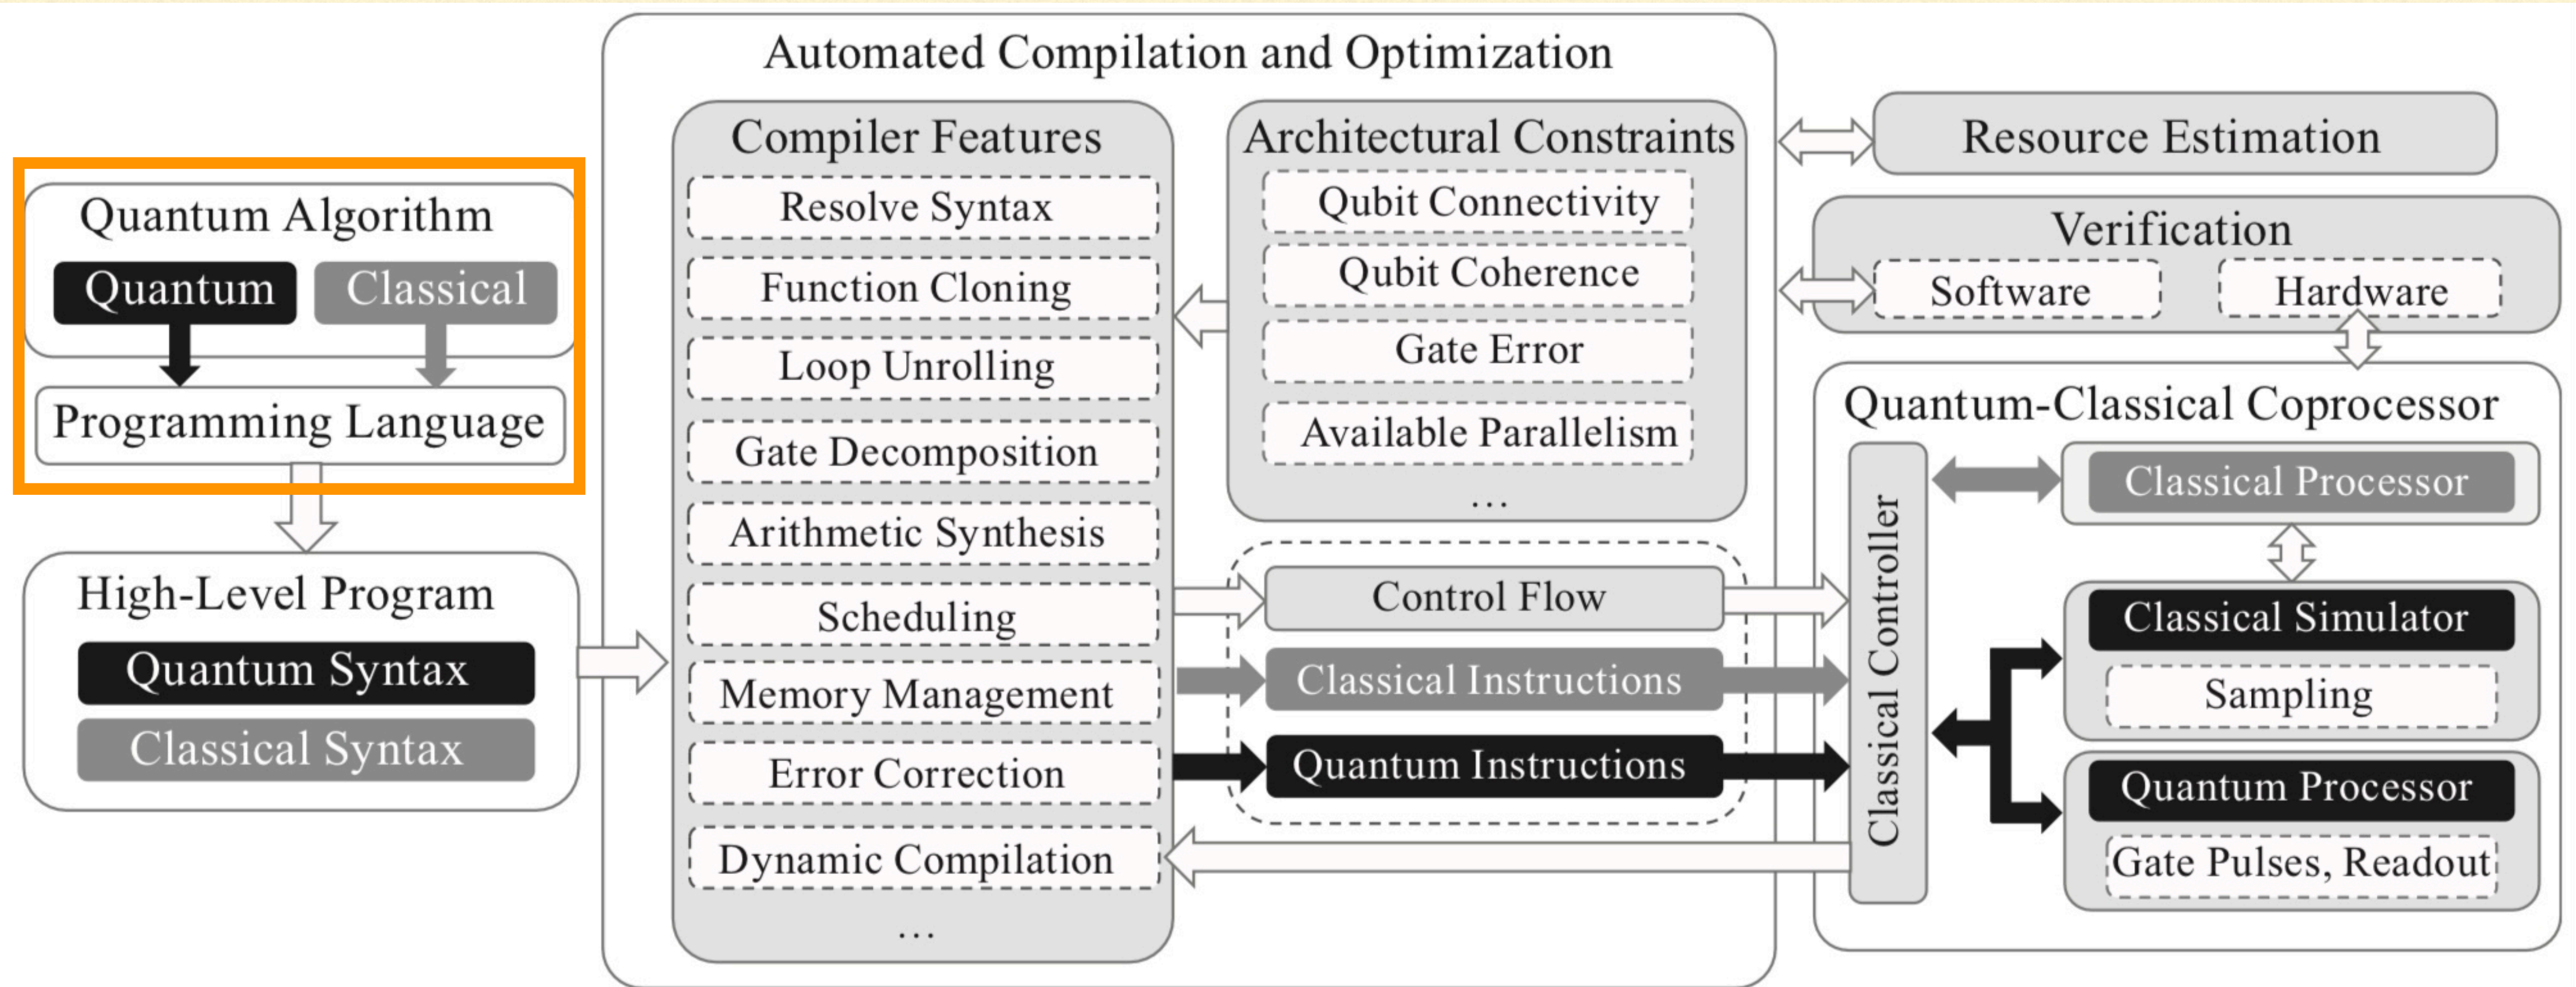 Quantum Algorithm
Quantum
Classical
Programming Language
High-Level Program
Quantum Syntax
Classical Syntax
Automated Compilation and Optimization
Compiler Features
Resolve Syntax
Function Cloning
Loop Unrolling
Gate Decomposition
Arithmetic Synthesis
Scheduling
Memory Management
Error Correction
Dynamic Compilation
...
Architectural Constraints
Qubit Connectivity
Qubit Coherence
Gate Error
Available Parallelism
...
Control Flow
Classical Instructions
Quantum Instructions
Resource Estimation
Verification
Software
Hardware
Quantum-Classical Coprocessor
Classical Controller
Classical Processor
Classical Simulator
Sampling
Quantum Processor
Gate Pulses, Readout